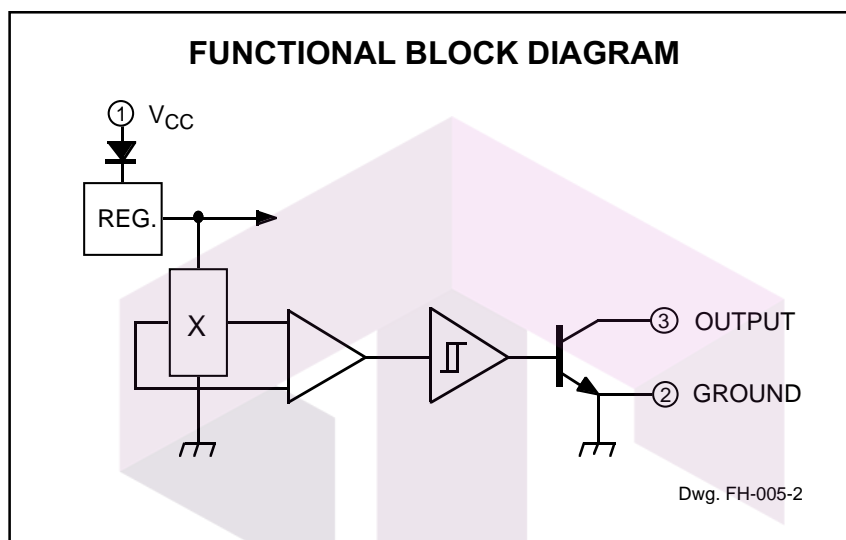 FUNCTIONAL BLOCK DIAGRAM
1 VCC
REG.
X
3 OUTPUT
2 GROUND
Dwg. FH-005-2